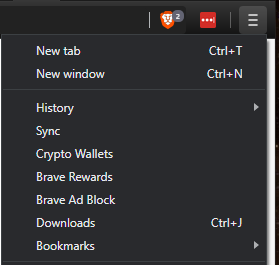 2
New tab Ctrl+T
New window Ctrl+N
History
Sync
Crypto Wallets
Brave Rewards
Brave Ad Block
Downloads Ctrl+J
Bookmarks